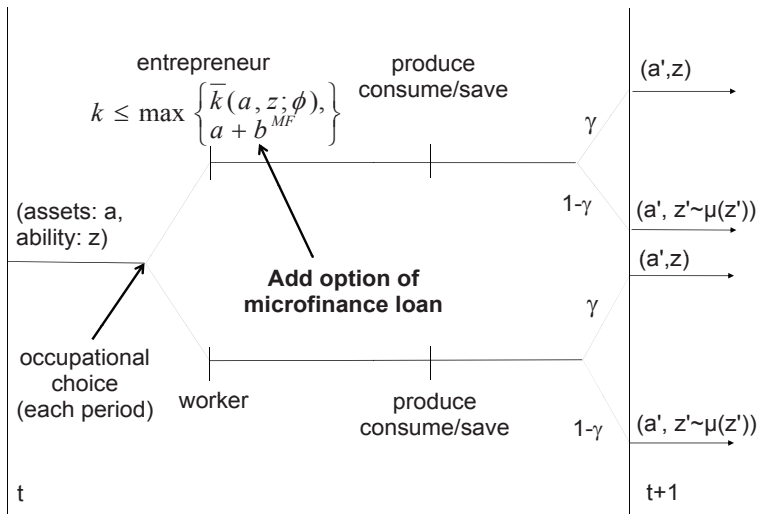 entrepreneur
produce
consume/save
k ≤ max { k̅(a, z; ϕ),
a + b^{MF} }
(a',z)
γ
1-γ
(a', z'~μ(z'))
(assets: a,
ability: z)
(a',z)
Add option of
microfinance loan
γ
occupational
choice
(each period)
worker
produce
consume/save
1-γ
(a', z'~μ(z'))
t
t+1